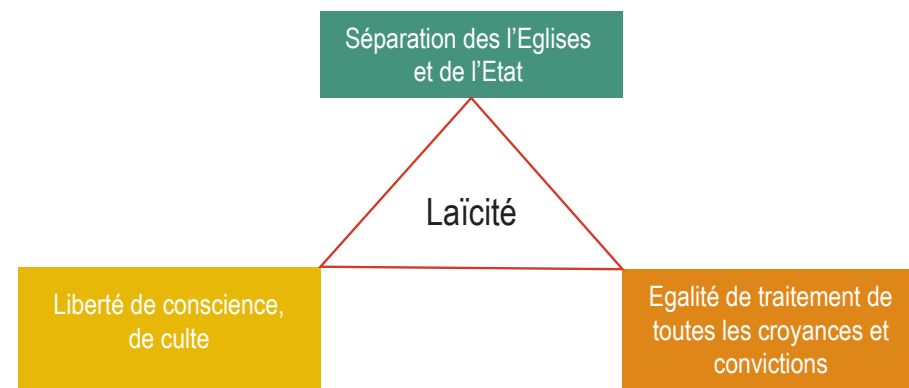 Séparation des l'Eglises
et de l'Etat
Laïcité
Liberté de conscience,
de culte
Egalité de traitement de
toutes les croyances et
convictions